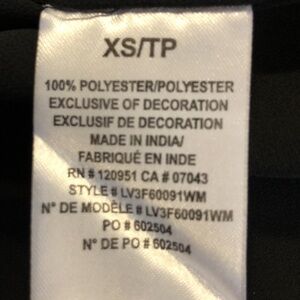 XS/TP
100% POLYESTER/POLYESTER
EXCLUSIVE OF DECORATION
EXCLUSIF DE DECORATION
MADE IN INDIA/
FABRIQUÉ EN INDE
RN # 120951 CA # 07043
STYLE # LV3F60091WM
N° DE MODÈLE # LV3F60091WM
PO # 602504
N° DE PO # 602504